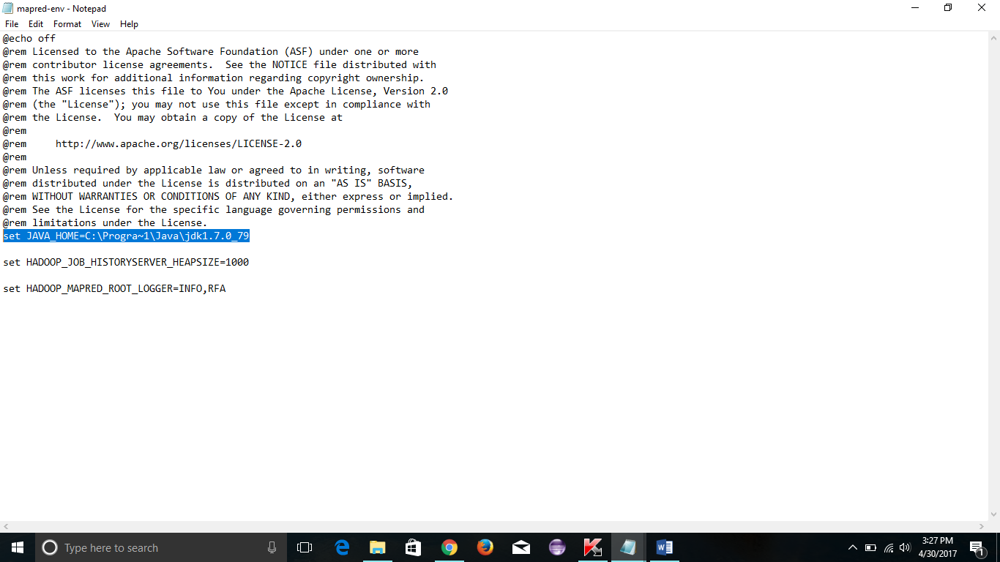 mapred-env - Notepad
File Edit Format View Help
@echo off
@rem Licensed to the Apache Software Foundation (ASF) under one or more
@rem contributor license agreements.  See the NOTICE file distributed with
@rem this work for additional information regarding copyright ownership.
@rem The ASF licenses this file to You under the Apache License, Version 2.0
@rem (the "License"); you may not use this file except in compliance with
@rem the License.  You may obtain a copy of the License at
@rem
@rem     http://www.apache.org/licenses/LICENSE-2.0
@rem
@rem Unless required by applicable law or agreed to in writing, software
@rem distributed under the License is distributed on an "AS IS" BASIS,
@rem WITHOUT WARRANTIES OR CONDITIONS OF ANY KIND, either express or implied.
@rem See the License for the specific language governing permissions and
@rem limitations under the License.
set JAVA_HOME=C:\Progra~1\Java\jdk1.7.0_79
set HADOOP_JOB_HISTORYSERVER_HEAPSIZE=1000
set HADOOP_MAPRED_ROOT_LOGGER=INFO,RFA
Type here to search
3:27 PM
4/30/2017
1